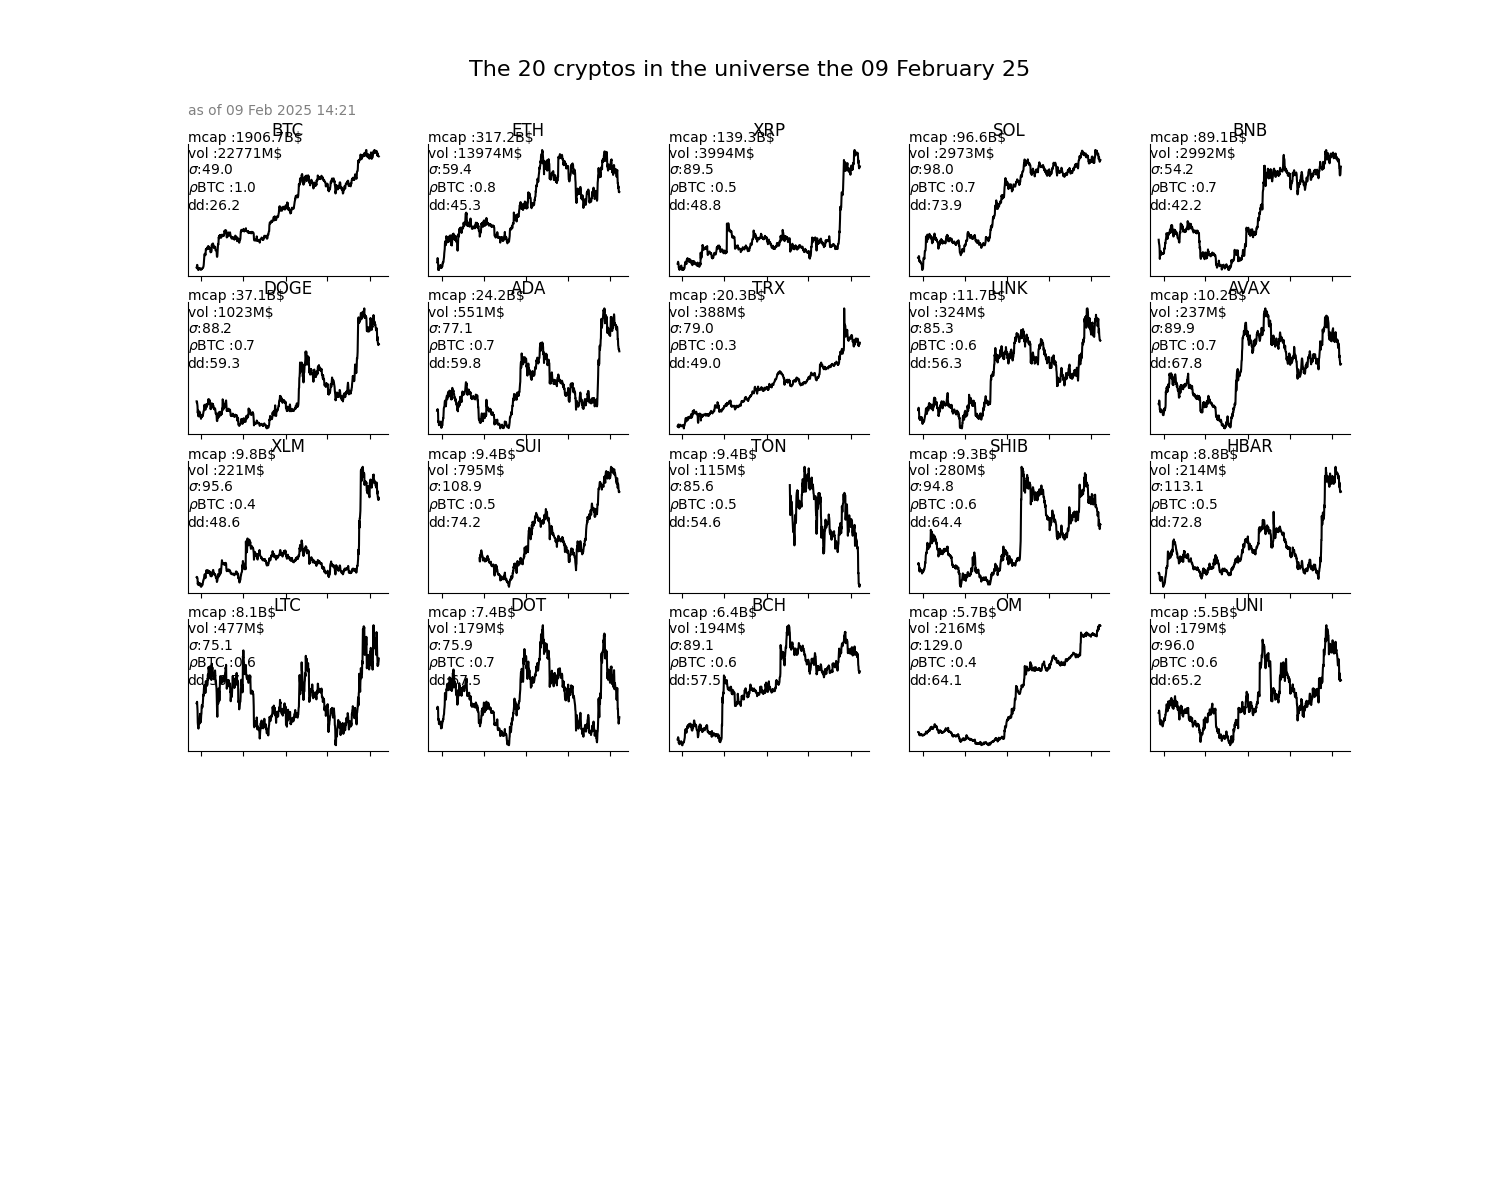 The 20 cryptos in the universe the 09 February 25
as of 09 Feb 2025 14:21
BTC
mcap :1906.7B$
vol :22771M$
σ:49.0
ρBTC :1.0
dd:26.2
ETH
mcap :317.2B$
vol :13974M$
σ:59.4
ρBTC :0.8
dd:45.3
XRP
mcap :139.3B$
vol :3994M$
σ:89.5
ρBTC :0.5
dd:48.8
SOL
mcap :96.6B$
vol :2973M$
σ:98.0
ρBTC :0.7
dd:73.9
BNB
mcap :89.1B$
vol :2992M$
σ:54.2
ρBTC :0.7
dd:42.2
DOGE
mcap :37.1B$
vol :1023M$
σ:88.2
ρBTC :0.7
dd:59.3
ADA
mcap :24.2B$
vol :551M$
σ:77.1
ρBTC :0.7
dd:59.8
TRX
mcap :20.3B$
vol :388M$
σ:79.0
ρBTC :0.3
dd:49.0
LINK
mcap :11.7B$
vol :324M$
σ:85.3
ρBTC :0.6
dd:56.3
AVAX
mcap :10.2B$
vol :237M$
σ:89.9
ρBTC :0.7
dd:67.8
XLM
mcap :9.8B$
vol :221M$
σ:95.6
ρBTC :0.4
dd:48.6
SUI
mcap :9.4B$
vol :795M$
σ:108.9
ρBTC :0.5
dd:74.2
TON
mcap :9.4B$
vol :115M$
σ:85.6
ρBTC :0.5
dd:54.6
SHIB
mcap :9.3B$
vol :280M$
σ:94.8
ρBTC :0.6
dd:64.4
HBAR
mcap :8.8B$
vol :214M$
σ:113.1
ρBTC :0.5
dd:72.8
LTC
mcap :8.1B$
vol :477M$
σ:75.1
ρBTC :0.6
DOT
mcap :7.4B$
vol :179M$
σ:75.9
ρBTC :0.7
dd:57.5
BCH
mcap :6.4B$
vol :194M$
σ:89.1
ρBTC :0.6
dd:57.5
OM
mcap :5.7B$
vol :216M$
σ:129.0
ρBTC :0.4
dd:64.1
UNI
mcap :5.5B$
vol :179M$
σ:96.0
ρBTC :0.6
dd:65.2